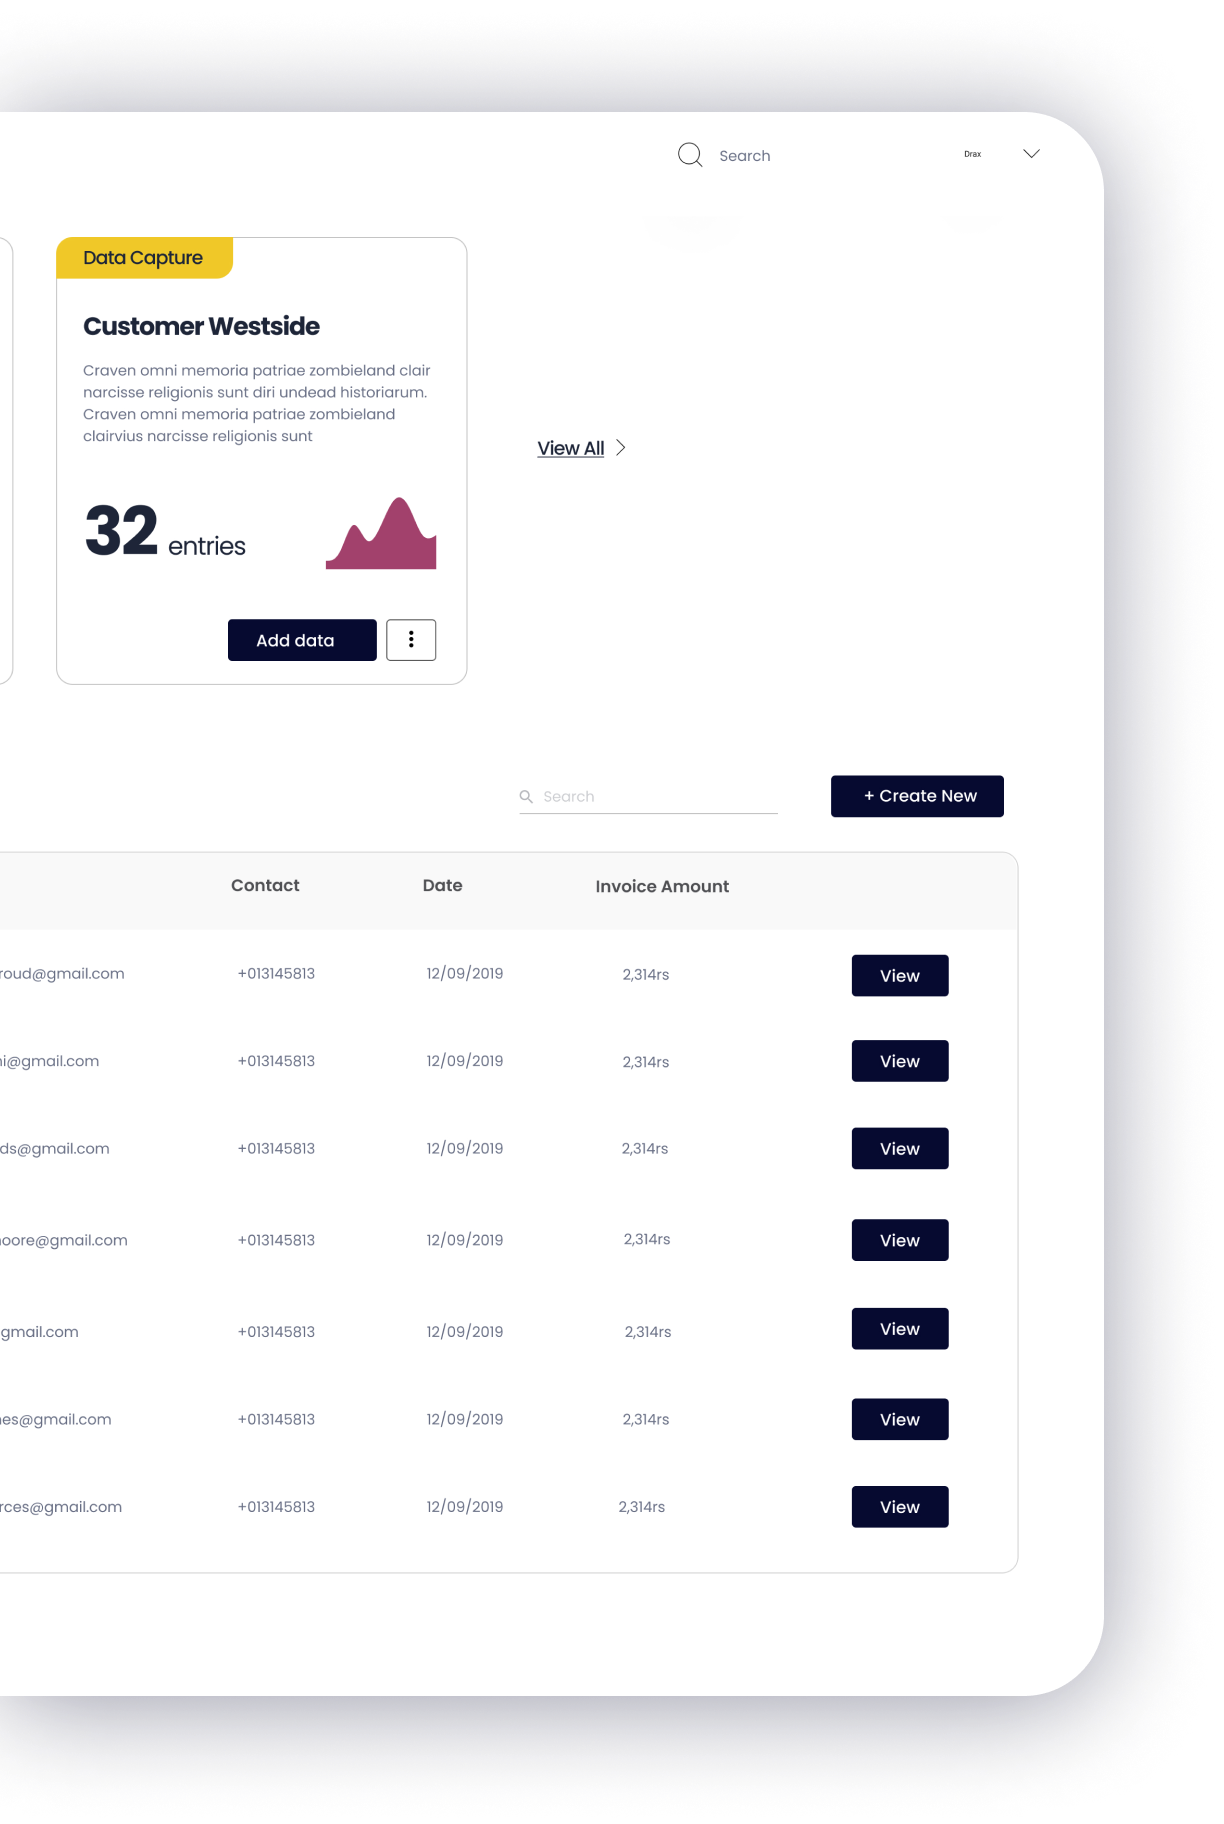 Search
Drax
Data Capture
Customer Westside
Craven omni memoria patriae zombieland clair
narcisse religionis sunt diri undead historiarum.
Craven omni memoria patriae zombieland
clairvius narcisse religionis sunt
View All
32 entries
Add data
Search
+ Create New
Contact Date Invoice Amount
roud@gmail.com +013145813 12/09/2019 2,314rs View
ni@gmail.com +013145813 12/09/2019 2,314rs View
ds@gmail.com +013145813 12/09/2019 2,314rs View
noore@gmail.com +013145813 12/09/2019 2,314rs View
gmail.com +013145813 12/09/2019 2,314rs View
nes@gmail.com +013145813 12/09/2019 2,314rs View
rces@gmail.com +013145813 12/09/2019 2,314rs View